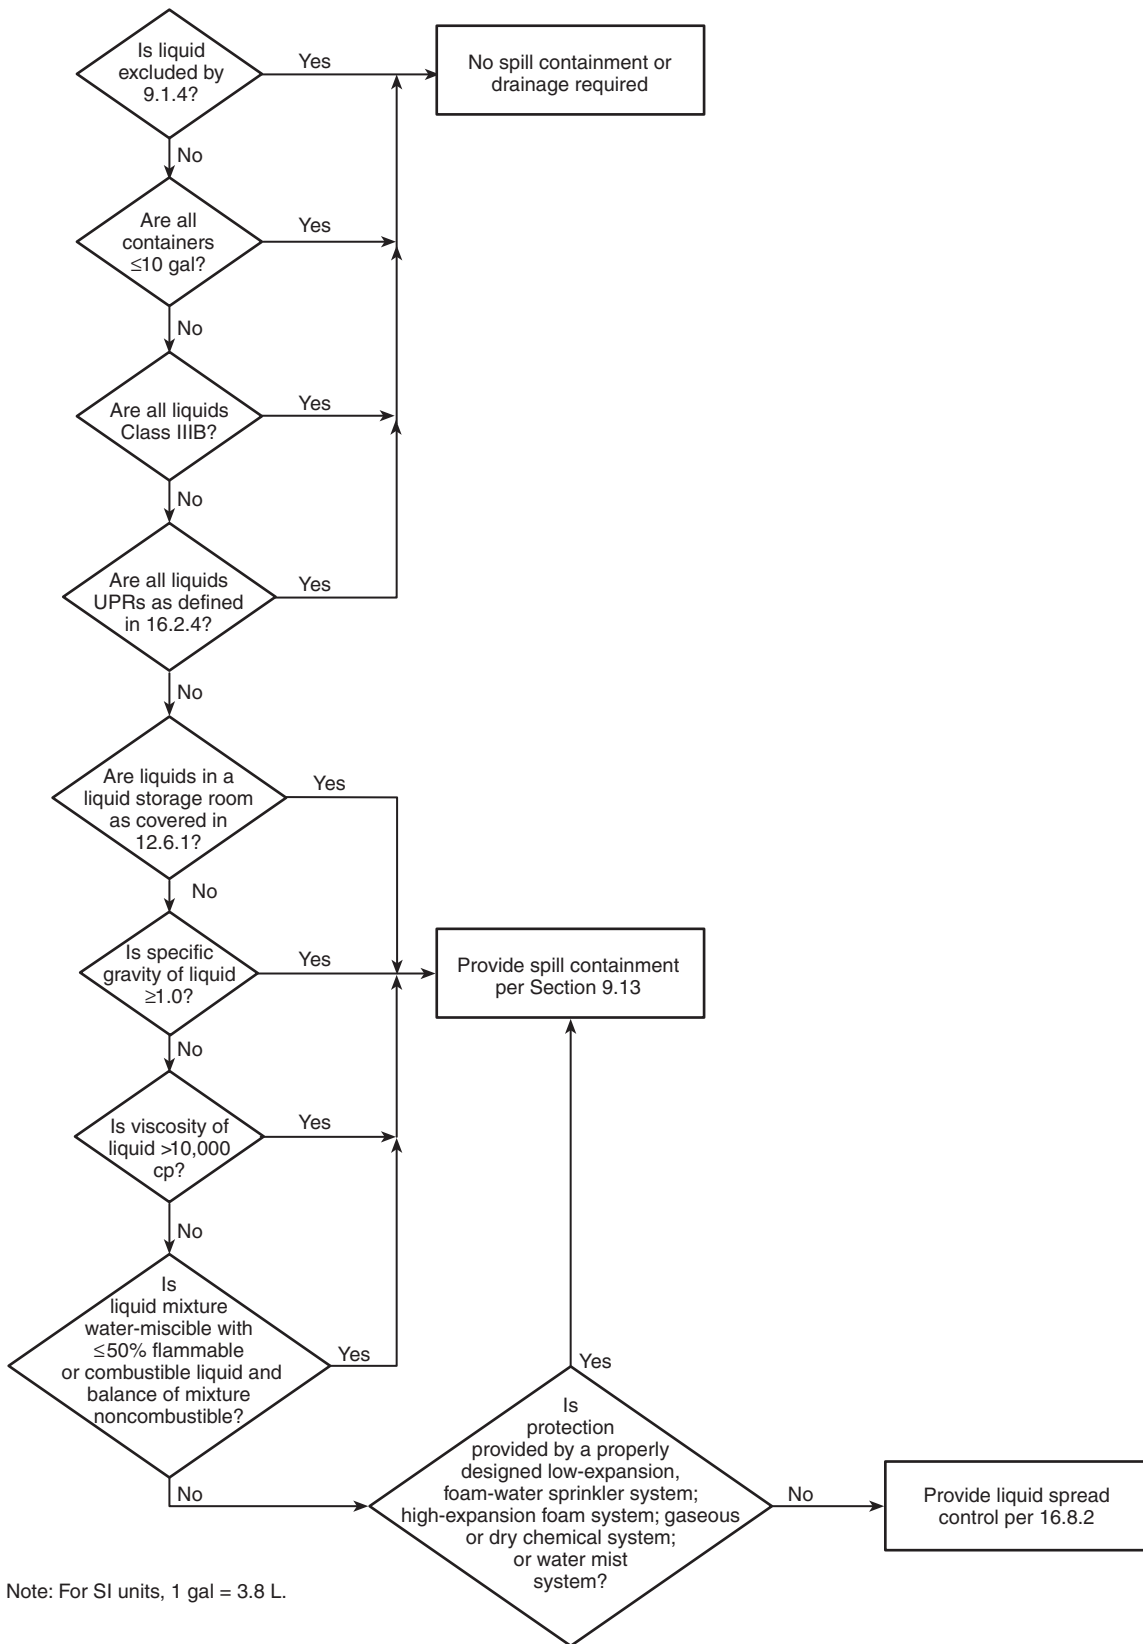 Is liquid
excluded by
9.1.4?
Yes
No spill containment or
drainage required
No
Are all
containers
≤10 gal?
Yes
No
Are all liquids
Class IIIB?
Yes
No
Are all liquids
UPRs as defined
in 16.2.4?
Yes
No
Are liquids in a
liquid storage room
as covered in
12.6.1?
Yes
No
Is specific
gravity of liquid
≥1.0?
Yes
Provide spill containment
per Section 9.13
No
Is viscosity of
liquid >10,000
cp?
Yes
No
Is
liquid mixture
water-miscible with
≤50% flammable
or combustible liquid and
balance of mixture
noncombustible?
Yes
No
Yes
Is
protection
provided by a properly
designed low-expansion,
foam-water sprinkler system;
high-expansion foam system; gaseous
or dry chemical system;
or water mist
system?
No
Provide liquid spread
control per 16.8.2
Note: For SI units, 1 gal = 3.8 L.